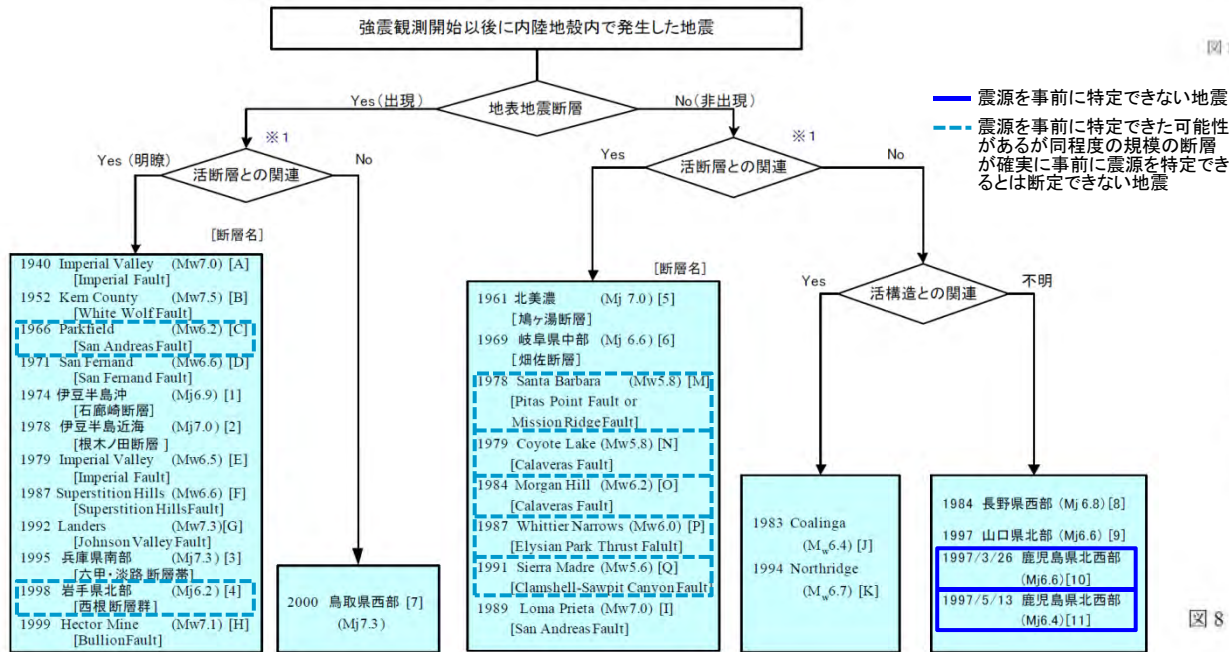 強震観測開始以後に内陸地殻内で発生した地震
図
Yes(出現)
地表地震断層
No(非出現)
震源を事前に特定できない地震
震源を事前に特定できた可能性
があるが同程度の規模の断層
が確実に事前に震源を特定でき
るとは断定できない地震
※1
Yes (明瞭)
活断層との関連
No
※1
Yes
活断層との関連
No
[断層名]
1940 Imperial Valley (Mw7.0) [A]
[Imperial Fault]
1952 Kern County (Mw7.5) [B]
[White Wolf Fault]
1966 Parkfield (Mw6.2) [C]
[San Andreas Fault]
1971 San Fernand (Mw6.6) [D]
[San Fernand Fault]
1974 伊豆半島沖 (Mj6.9) [1]
[石廊崎断層]
1978 伊豆半島近海 (Mj7.0) [2]
[根木ノ田断層 ]
1979 Imperial Valley (Mw6.5) [E]
[Imperial Fault]
1987 Superstition Hills (Mw6.6) [F]
[Superstition Hills Fault]
1992 Landers (Mw7.3)[G]
[Johnson Valley Fault]
1995 兵庫県南部 (Mj7.3) [3]
[六甲・淡路 断層帯]
1998 岩手県北部 (Mj6.2) [4]
[西根断層群]
1999 Hector Mine (Mw7.1) [H]
[Bullion Fault]
2000 鳥取県西部 [7]
(Mj7.3)
[断層名]
1961 北美濃 (Mj 7.0) [5]
[鳩ヶ湯断層]
1969 岐阜県中部 (Mj 6.6) [6]
[畑佐断層]
1978 Santa Barbara (Mw5.8) [M]
[Pitas Point Fault or
Mission Ridge Fault]
1979 Coyote Lake (Mw5.8) [N]
[Calaveras Fault]
1984 Morgan Hill (Mw6.2) [O]
[Calaveras Fault]
1987 Whittier Narrows (Mw6.0) [P]
[Elysian Park Thrust Falult]
1991 Sierra Madre (Mw5.6) [Q]
[Clamshell-Sawpit Canyon Fault]
1989 Loma Prieta (Mw7.0) [I]
[San Andreas Fault]
Yes
活構造との関連
不明
1983 Coalinga
(Mw6.4) [J]
1994 Northridge
(Mw6.7) [K]
1984 長野県西部 (Mj 6.8) [8]
1997 山口県北部 (Mj6.6) [9]
1997/3/26 鹿児島県北西部
(Mj6.6)[10]
1997/5/13 鹿児島県北西部
(Mj6.4)[11]
図 8